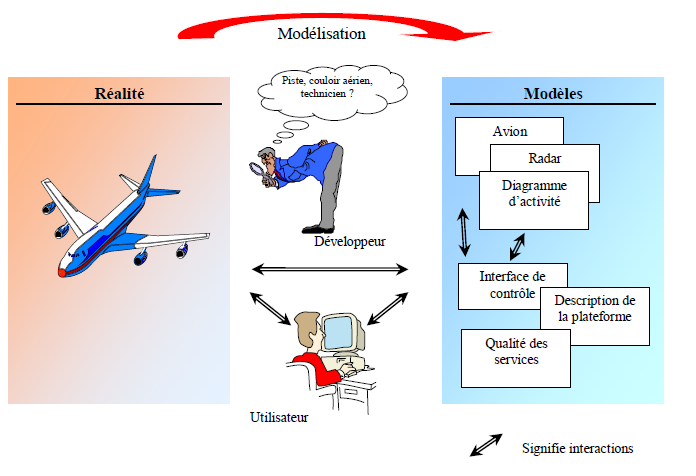 Modélisation
Réalité
Piste, couloir aérien,
technicien ?
Développeur
Utilisateur
Modèles
Avion
Radar
Diagramme
d'activité
Interface de
contrôle
Description de
la plateforme
Qualité des
services
Signifie interactions